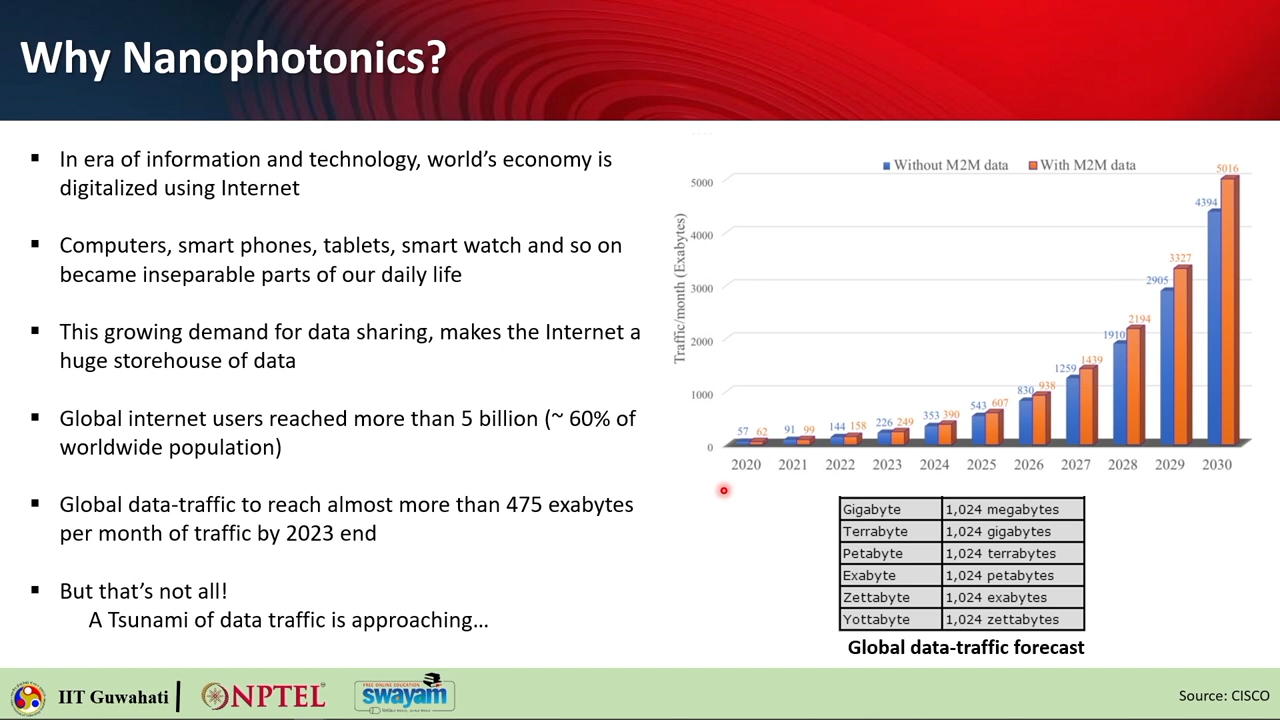 Why Nanophotonics?
▪ In era of information and technology, world's economy is
digitalized using Internet
▪ Computers, smart phones, tablets, smart watch and so on
became inseparable parts of our daily life
▪ This growing demand for data sharing, makes the Internet a
huge storehouse of data
▪ Global internet users reached more than 5 billion (~ 60% of
worldwide population)
▪ Global data-traffic to reach almost more than 475 exabytes
per month of traffic by 2023 end
▪ But that's not all!
A Tsunami of data traffic is approaching…
Without M2M data With M2M data
Traffic/month (Exabytes)
5000
4000
3000
2000
1000
0
57 62
91 99
144 158
226 249
353 390
543 607
830 938
1259 1439
1910 2194
2905 3327
4394 5016
2020 2021 2022 2023 2024 2025 2026 2027 2028 2029 2030
Gigabyte 1,024 megabytes
Terrabyte 1,024 gigabytes
Petabyte 1,024 terrabytes
Exabyte 1,024 petabytes
Zettabyte 1,024 exabytes
Yottabyte 1,024 zettabytes
Global data-traffic forecast
IIT Guwahati
NPTEL
FREE ONLINE EDUCATION
swayam
Source: CISCO